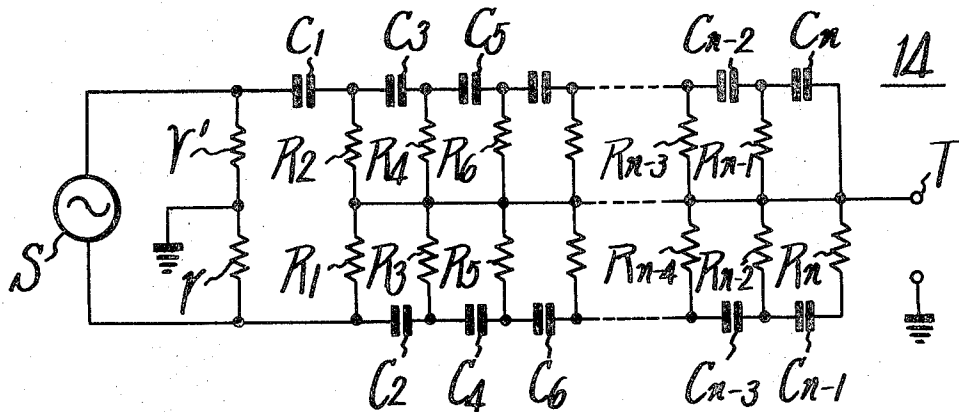 C1 C3 C5 Cn-2 Cn 14
r' R2 R4 R6 Rn-3 Rn-1 T
S r R1 R3 R5 Rn-4 Rn-2 Rn
C2 C4 C6 Cn-3 Cn-1